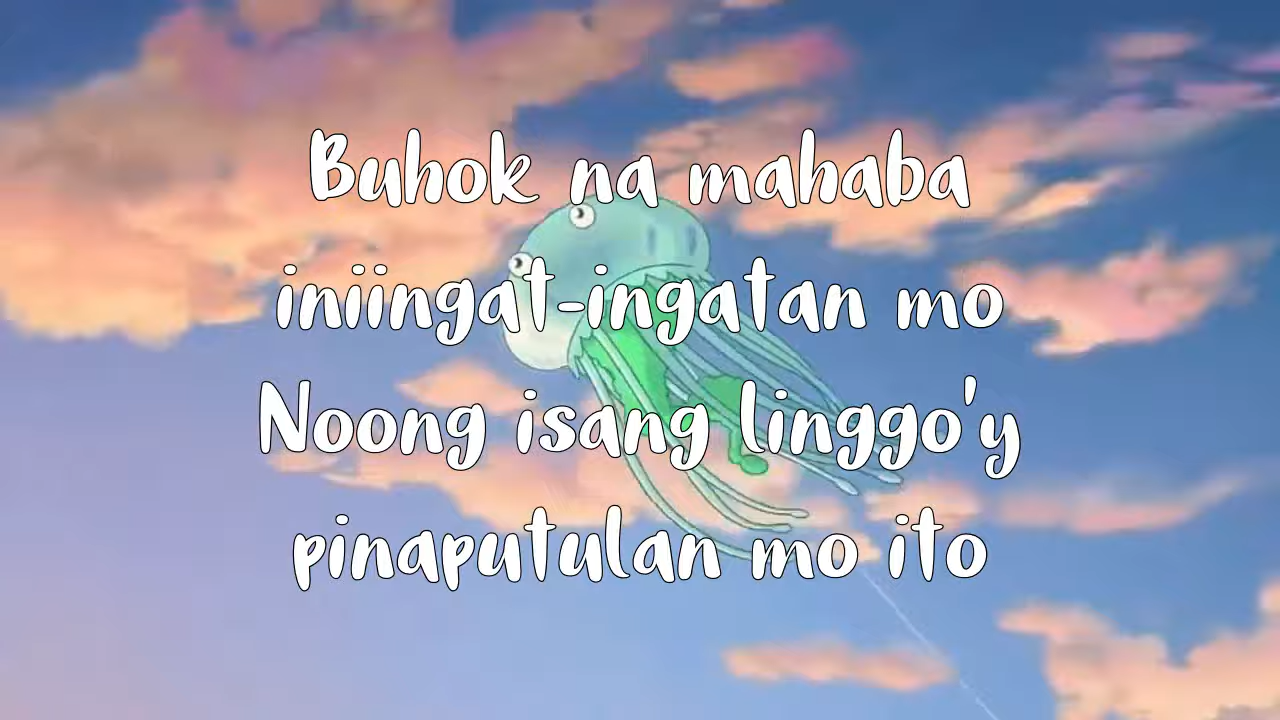 Buhok na mahaba
iniingat-ingatan mo
Noong isang linggo'y
pinaputulan mo ito